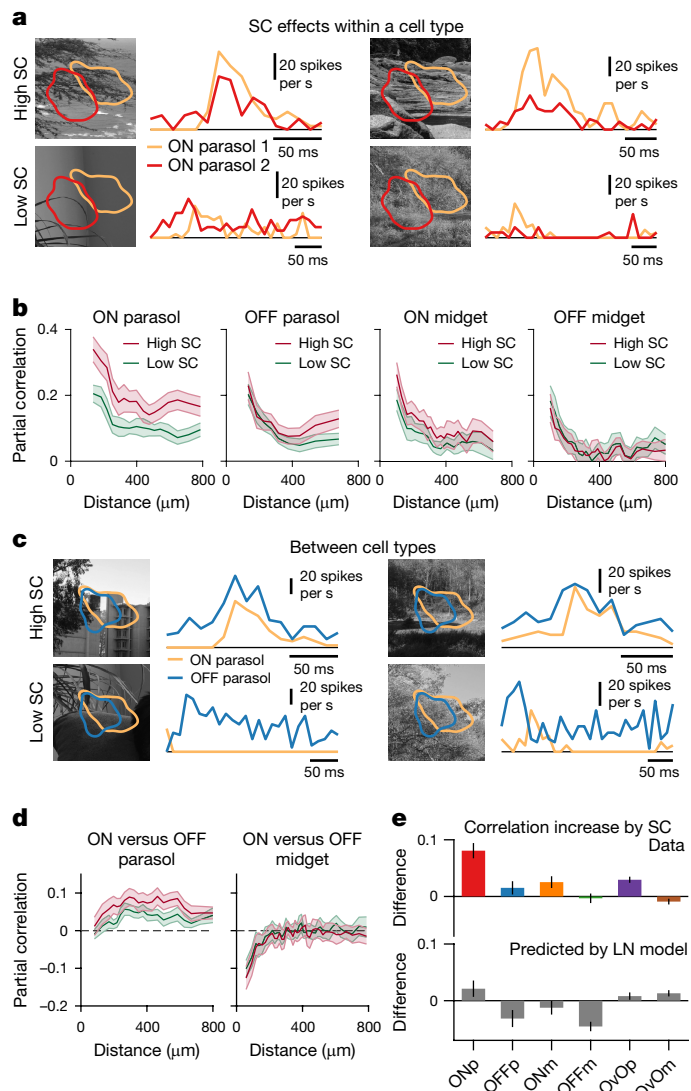 a
SC effects within a cell type
High SC
20 spikes
per s
50 ms
20 spikes
per s
50 ms
ON parasol 1
ON parasol 2
Low SC
20 spikes
per s
50 ms
20 spikes
per s
50 ms
b
ON parasol
OFF parasol
ON midget
OFF midget
Partial correlation
0.4
0.2
0
High SC
Low SC
High SC
Low SC
High SC
Low SC
High SC
Low SC
0 400 800
0 400 800
0 400 800
0 400 800
Distance (μm)
Distance (μm)
Distance (μm)
Distance (μm)
c
Between cell types
High SC
20 spikes
per s
50 ms
20 spikes
per s
50 ms
ON parasol
OFF parasol
Low SC
20 spikes
per s
50 ms
20 spikes
per s
50 ms
d
ON versus OFF
parasol
ON versus OFF
midget
Partial correlation
0.1
0
−0.1
−0.2
0 400 800
0 400 800
Distance (μm)
Distance (μm)
e
Correlation increase by SC
Data
Difference
0.1
0
Predicted by LN model
Difference
0.1
0
ONp
OFFp
ONm
OFFm
OvOp
OvOm